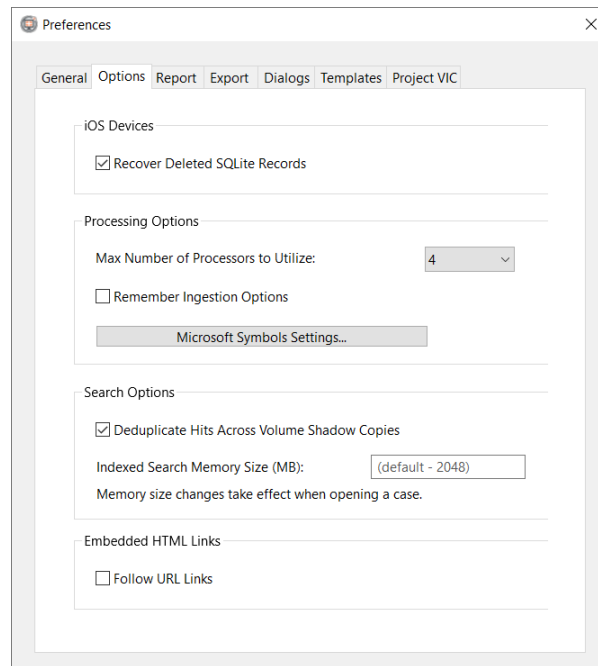 Preferences
General Options Report Export Dialogs Templates Project VIC
iOS Devices
Recover Deleted SQLite Records
Processing Options
Max Number of Processors to Utilize: 4
Remember Ingestion Options
Microsoft Symbols Settings...
Search Options
Deduplicate Hits Across Volume Shadow Copies
Indexed Search Memory Size (MB): (default - 2048)
Memory size changes take effect when opening a case.
Embedded HTML Links
Follow URL Links